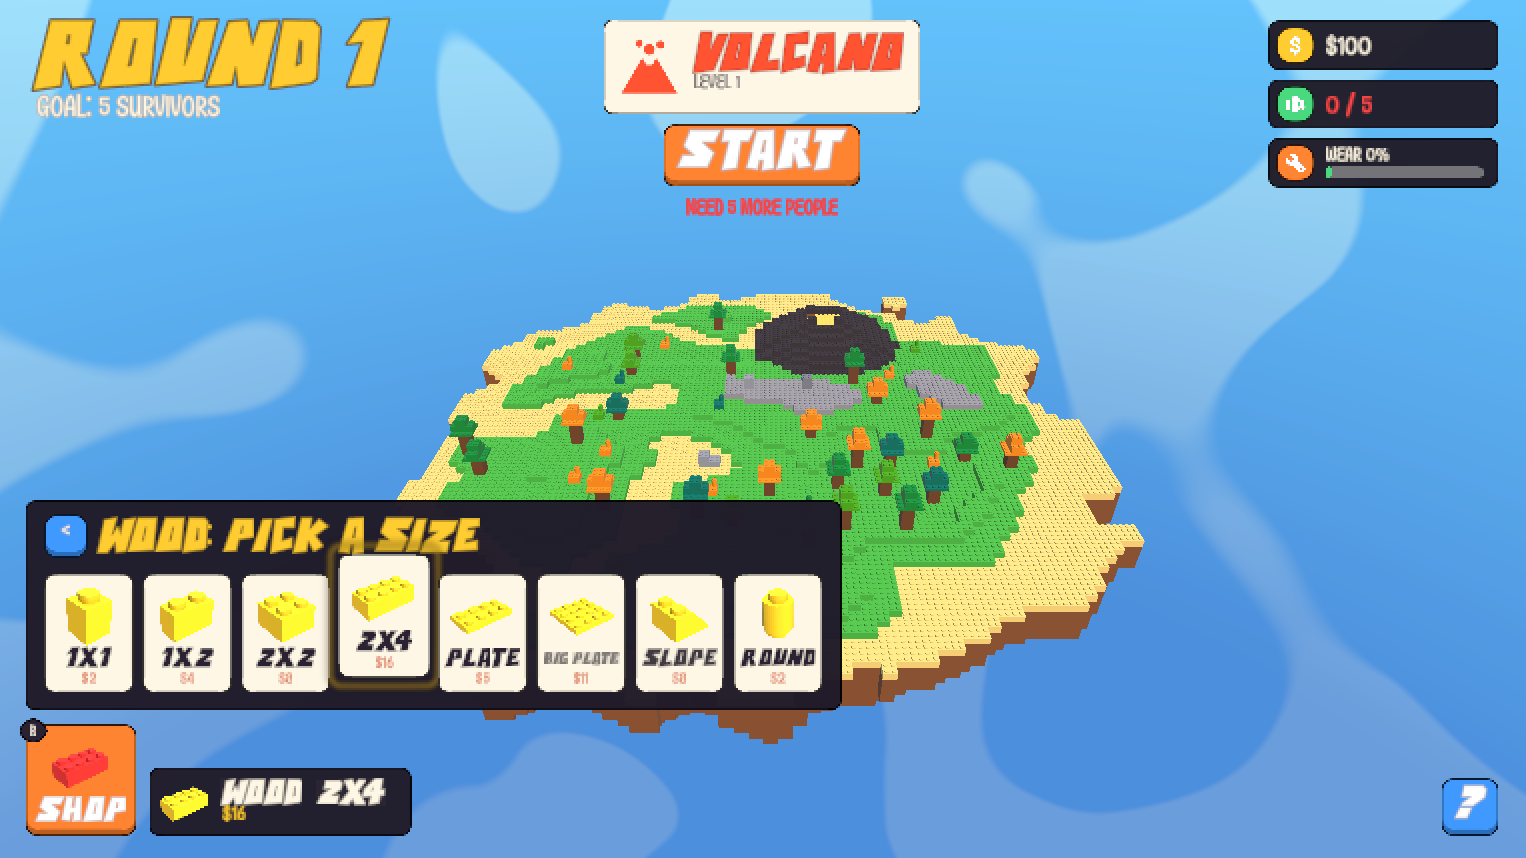 ROUND 1
GOAL: 5 SURVIVORS
VOLCANO
LEVEL 1
START
NEED 5 MORE PEOPLE
$100
0 / 5
WEAR 0%
< WOOD: PICK A SIZE
1X1
$2
1X2
$4
2X2
$8
2X4
$16
PLATE
$5
BIG PLATE
$11
SLOPE
$8
ROUND
$2
B
SHOP
WOOD 2X4
$16
?